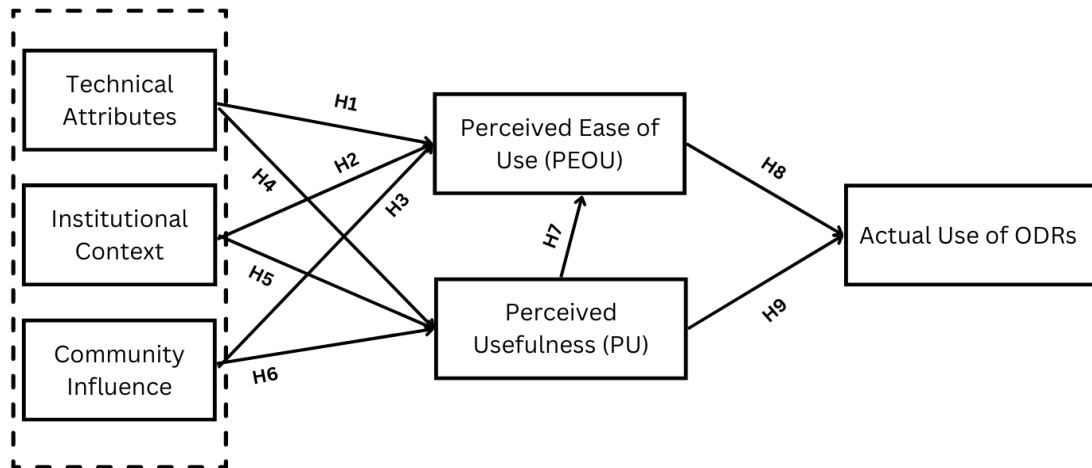 Technical
Attributes
Institutional
Context
Community
Influence
H1
H2
H3
H4
H5
H6
Perceived Ease of
Use (PEOU)
H7
Perceived
Usefulness (PU)
H8
H9
Actual Use of ODRs